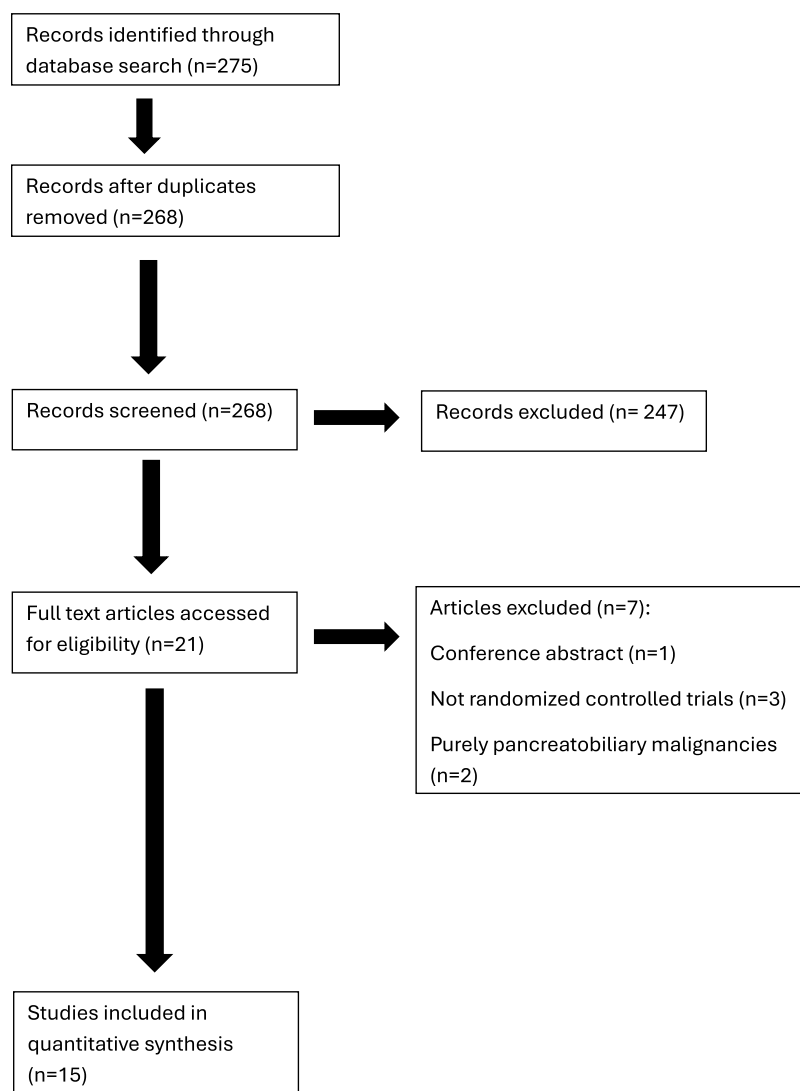 Records identified through
database search (n=275)
Records after duplicates
removed (n=268)
Records screened (n=268)
Records excluded (n= 247)
Full text articles accessed
for eligibility (n=21)
Articles excluded (n=7):
Conference abstract (n=1)
Not randomized controlled trials (n=3)
Purely pancreatobiliary malignancies
(n=2)
Studies included in
quantitative synthesis
(n=15)